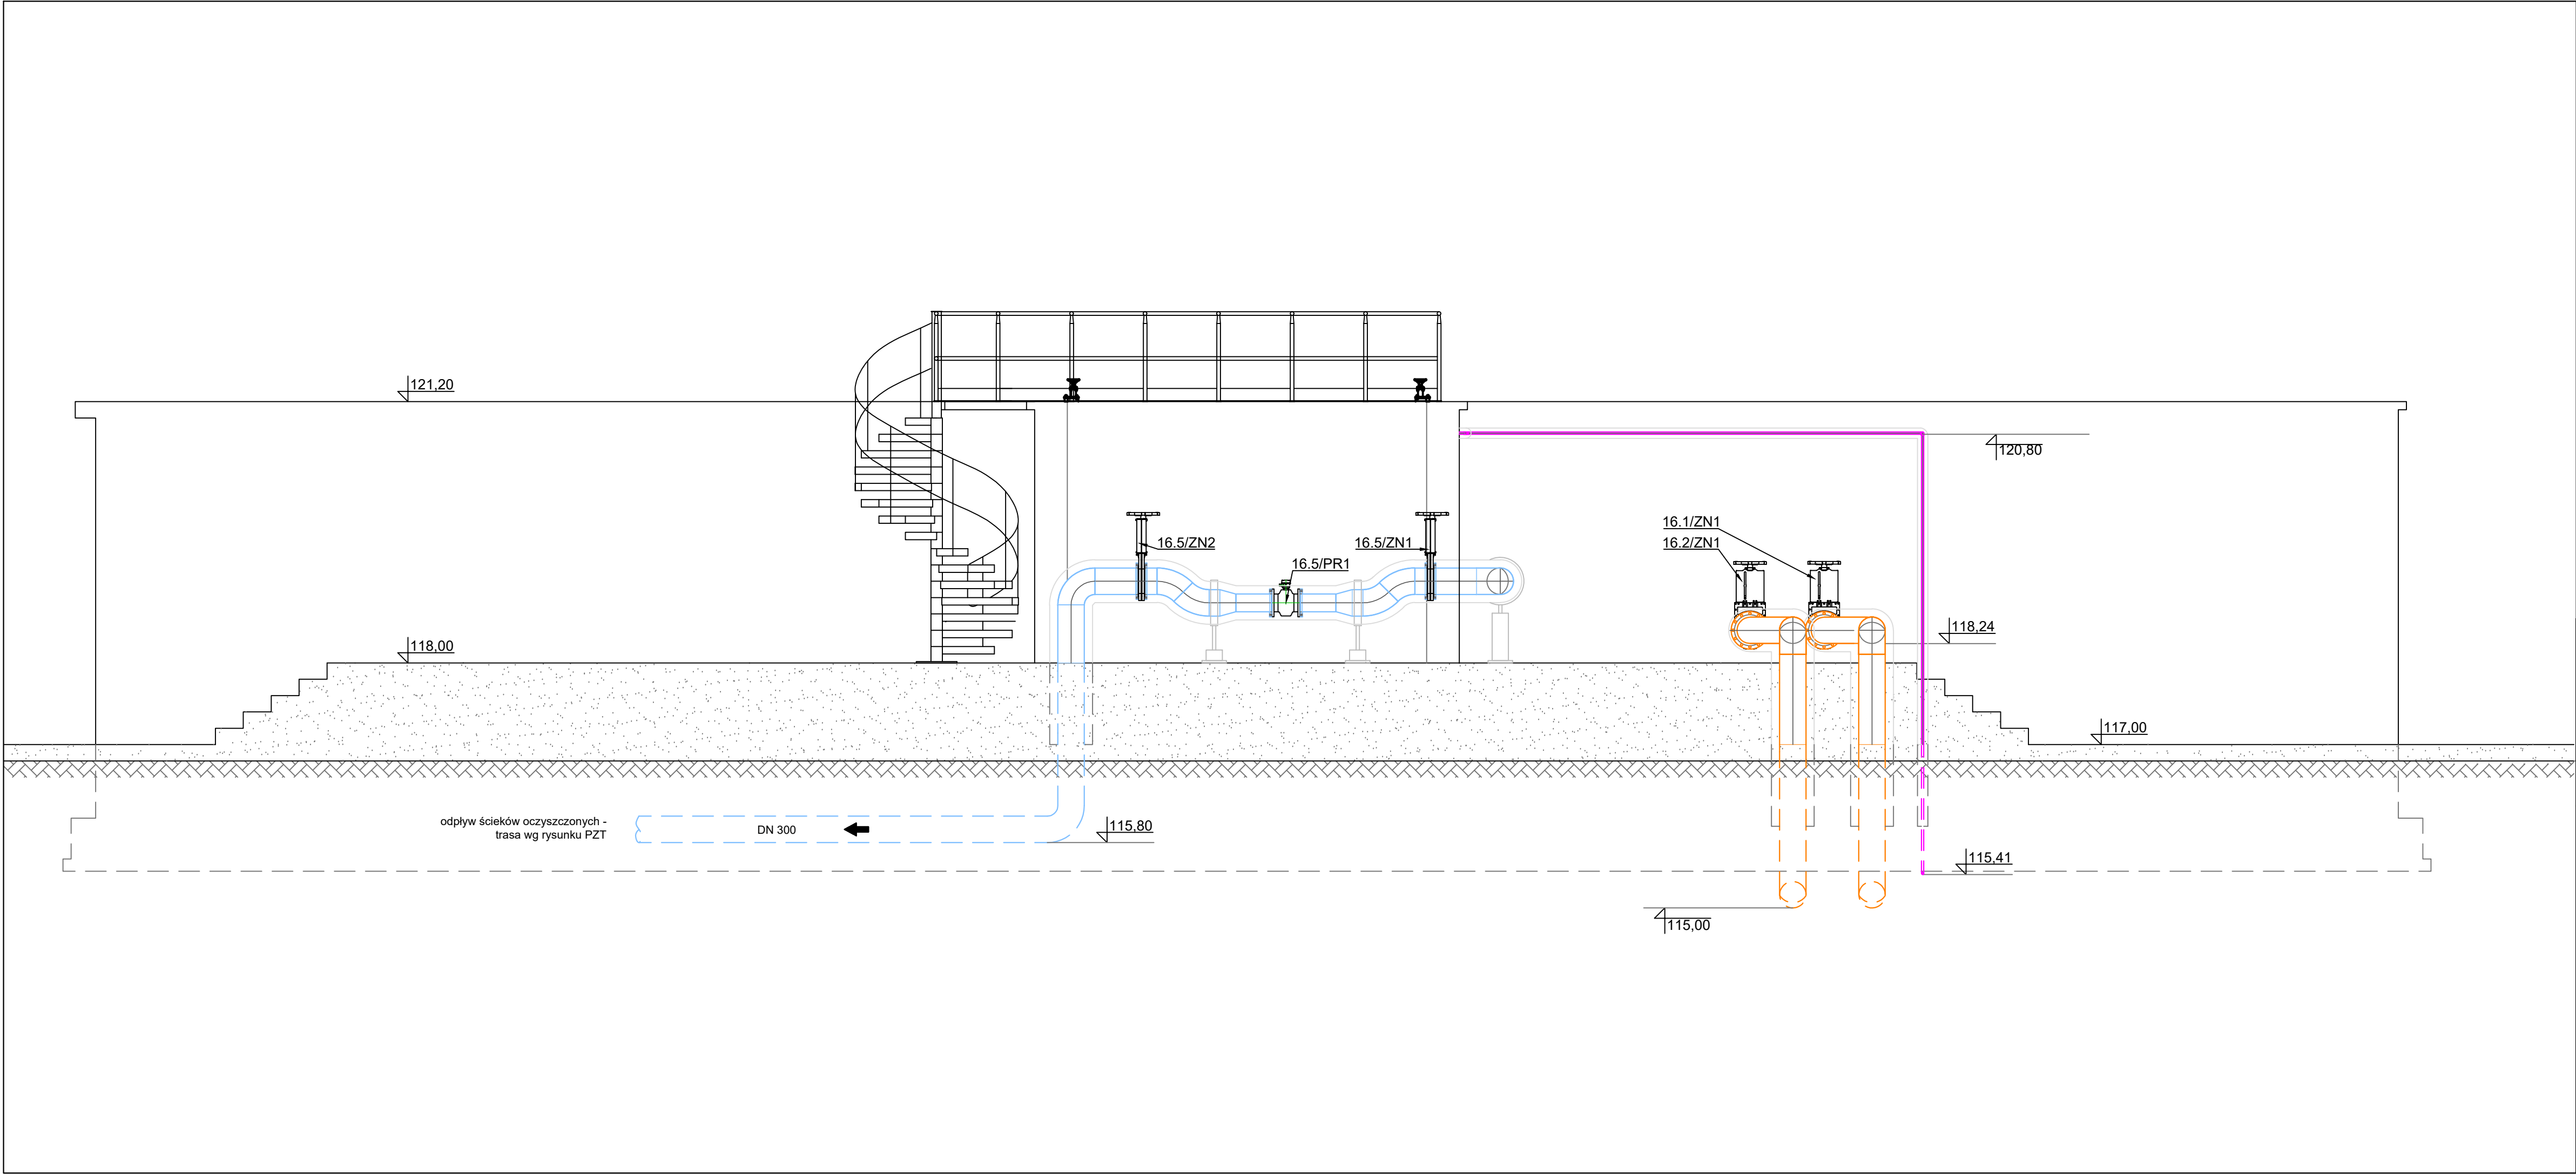 121,20
120,80
16.1/ZN1
16.2/ZN1
16.5/ZN2
16.5/ZN1
16.5/PR1
118,24
118,00
117,00
odpływ ścieków oczyszczonych -
trasa wg rysunku PZT
DN 300
115,80
115,41
115,00